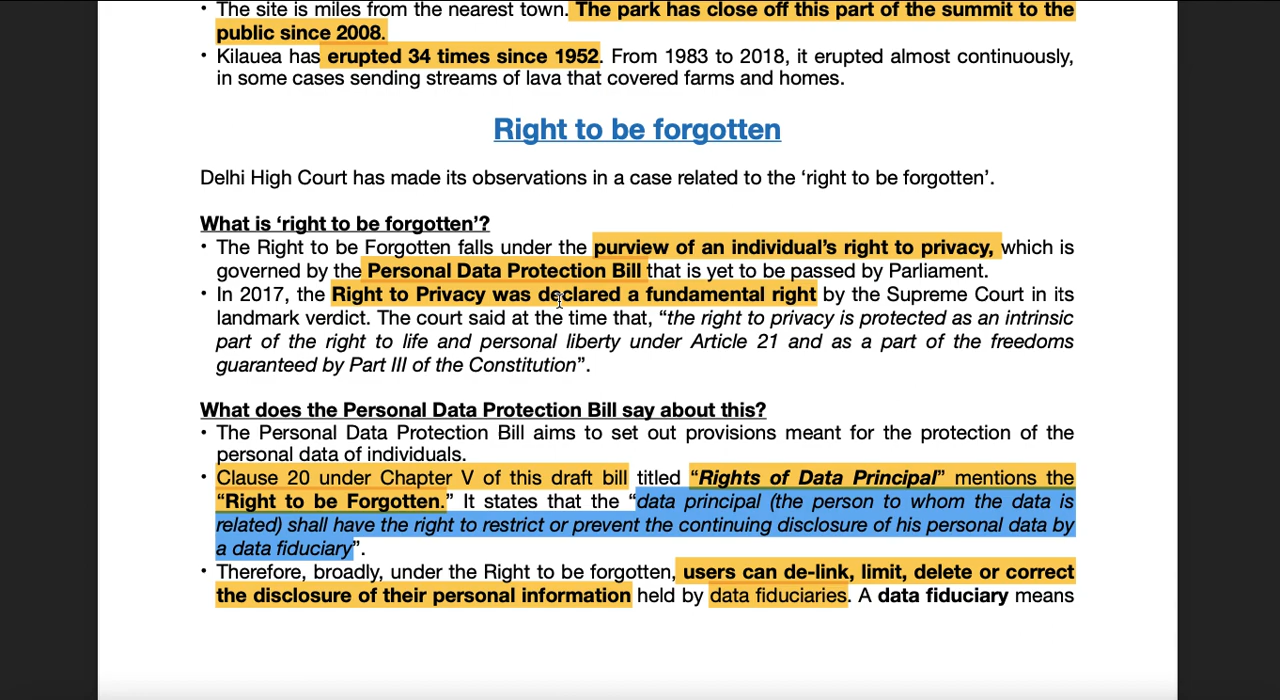 • The site is miles from the nearest town. The park has close off this part of the summit to the
public since 2008.
• Kilauea has erupted 34 times since 1952. From 1983 to 2018, it erupted almost continuously,
in some cases sending streams of lava that covered farms and homes.
Right to be forgotten
Delhi High Court has made its observations in a case related to the ‘right to be forgotten’.
What is ‘right to be forgotten’?
• The Right to be Forgotten falls under the purview of an individual’s right to privacy, which is
governed by the Personal Data Protection Bill that is yet to be passed by Parliament.
• In 2017, the Right to Privacy was declared a fundamental right by the Supreme Court in its
landmark verdict. The court said at the time that, “the right to privacy is protected as an intrinsic
part of the right to life and personal liberty under Article 21 and as a part of the freedoms
guaranteed by Part III of the Constitution”.
What does the Personal Data Protection Bill say about this?
• The Personal Data Protection Bill aims to set out provisions meant for the protection of the
personal data of individuals.
• Clause 20 under Chapter V of this draft bill titled “Rights of Data Principal” mentions the
“Right to be Forgotten.” It states that the “data principal (the person to whom the data is
related) shall have the right to restrict or prevent the continuing disclosure of his personal data by
a data fiduciary”.
• Therefore, broadly, under the Right to be forgotten, users can de-link, limit, delete or correct
the disclosure of their personal information held by data fiduciaries. A data fiduciary means